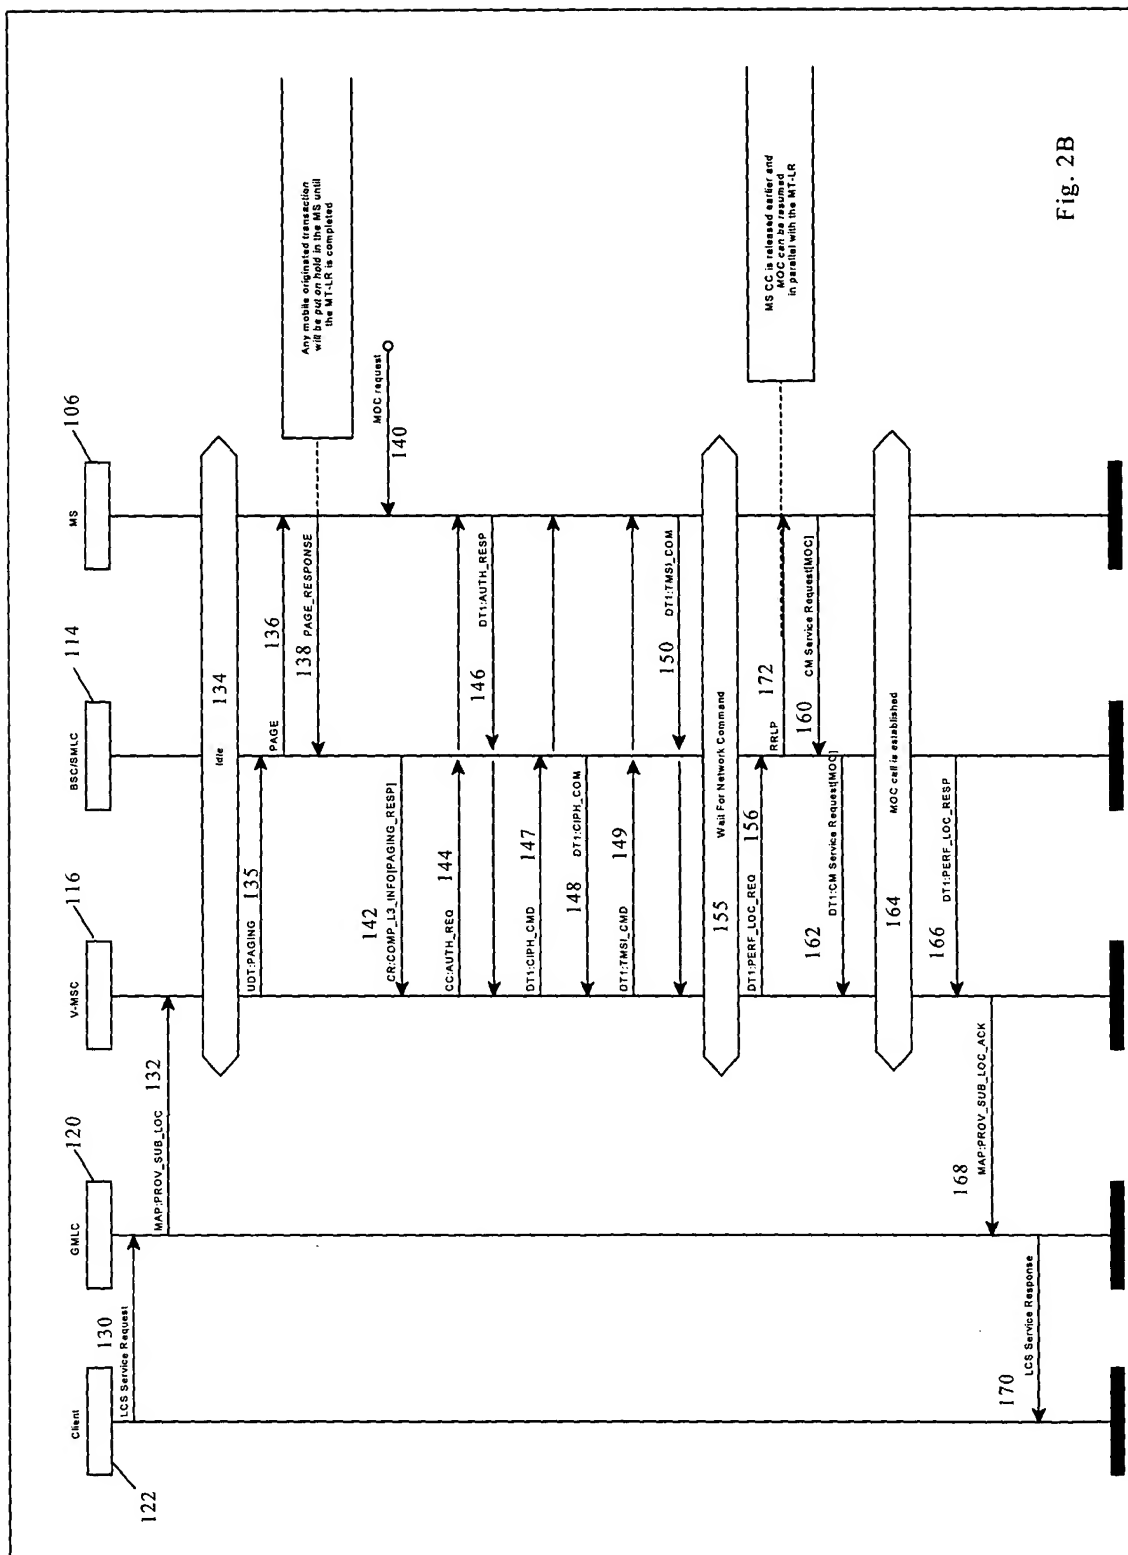 Client
GMLC
V-MSC
BSC/SMLC
MS
122
120
116
114
106
LCS Service Request
130
MAP:PROV_SUB_LOC
132
Idle
134
UDT:PAGING
135
PAGE
136
138
PAGE_RESPONSE
Any mobile originated transaction
will be put on hold in the MS until
the MT-LR is completed
MOC request
140
142
CR:COMP_L3_INFO[PAGING_RESP]
CC:AUTH_REQ
144
146
DT1:AUTH_RESP
DT1:CIPH_CMD
147
148
DT1:CIPH_COM
DT1:TMSI_CMD
149
150
DT1:TMSI_COM
155
Wait For Network Command
DT1:PERF_LOC_REQ
156
RRLP
172
MS CC is released earlier and
MOC can be resumed
in parallel with the MT-LR
160
CM Service Request[MOC]
162
DT1:CM Service Request[MOC]
164
MOC call is established
166
DT1:PERF_LOC_RESP
168
MAP:PROV_SUB_LOC_ACK
170
LCS Service Response
Fig. 2B